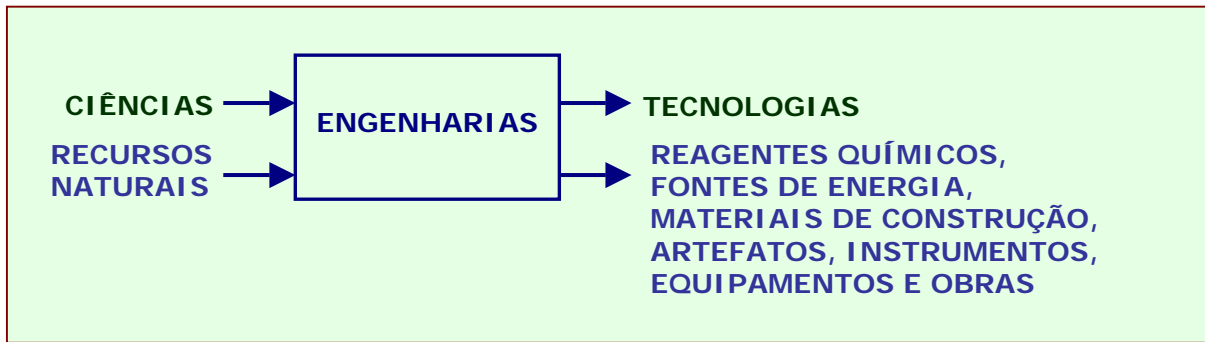 CIÊNCIAS
RECURSOS
NATURAIS
ENGENHARIAS
TECNOLOGIAS
REAGENTES QUÍMICOS,
FONTES DE ENERGIA,
MATERIAIS DE CONSTRUÇÃO,
ARTEFATOS, INSTRUMENTOS,
EQUIPAMENTOS E OBRAS